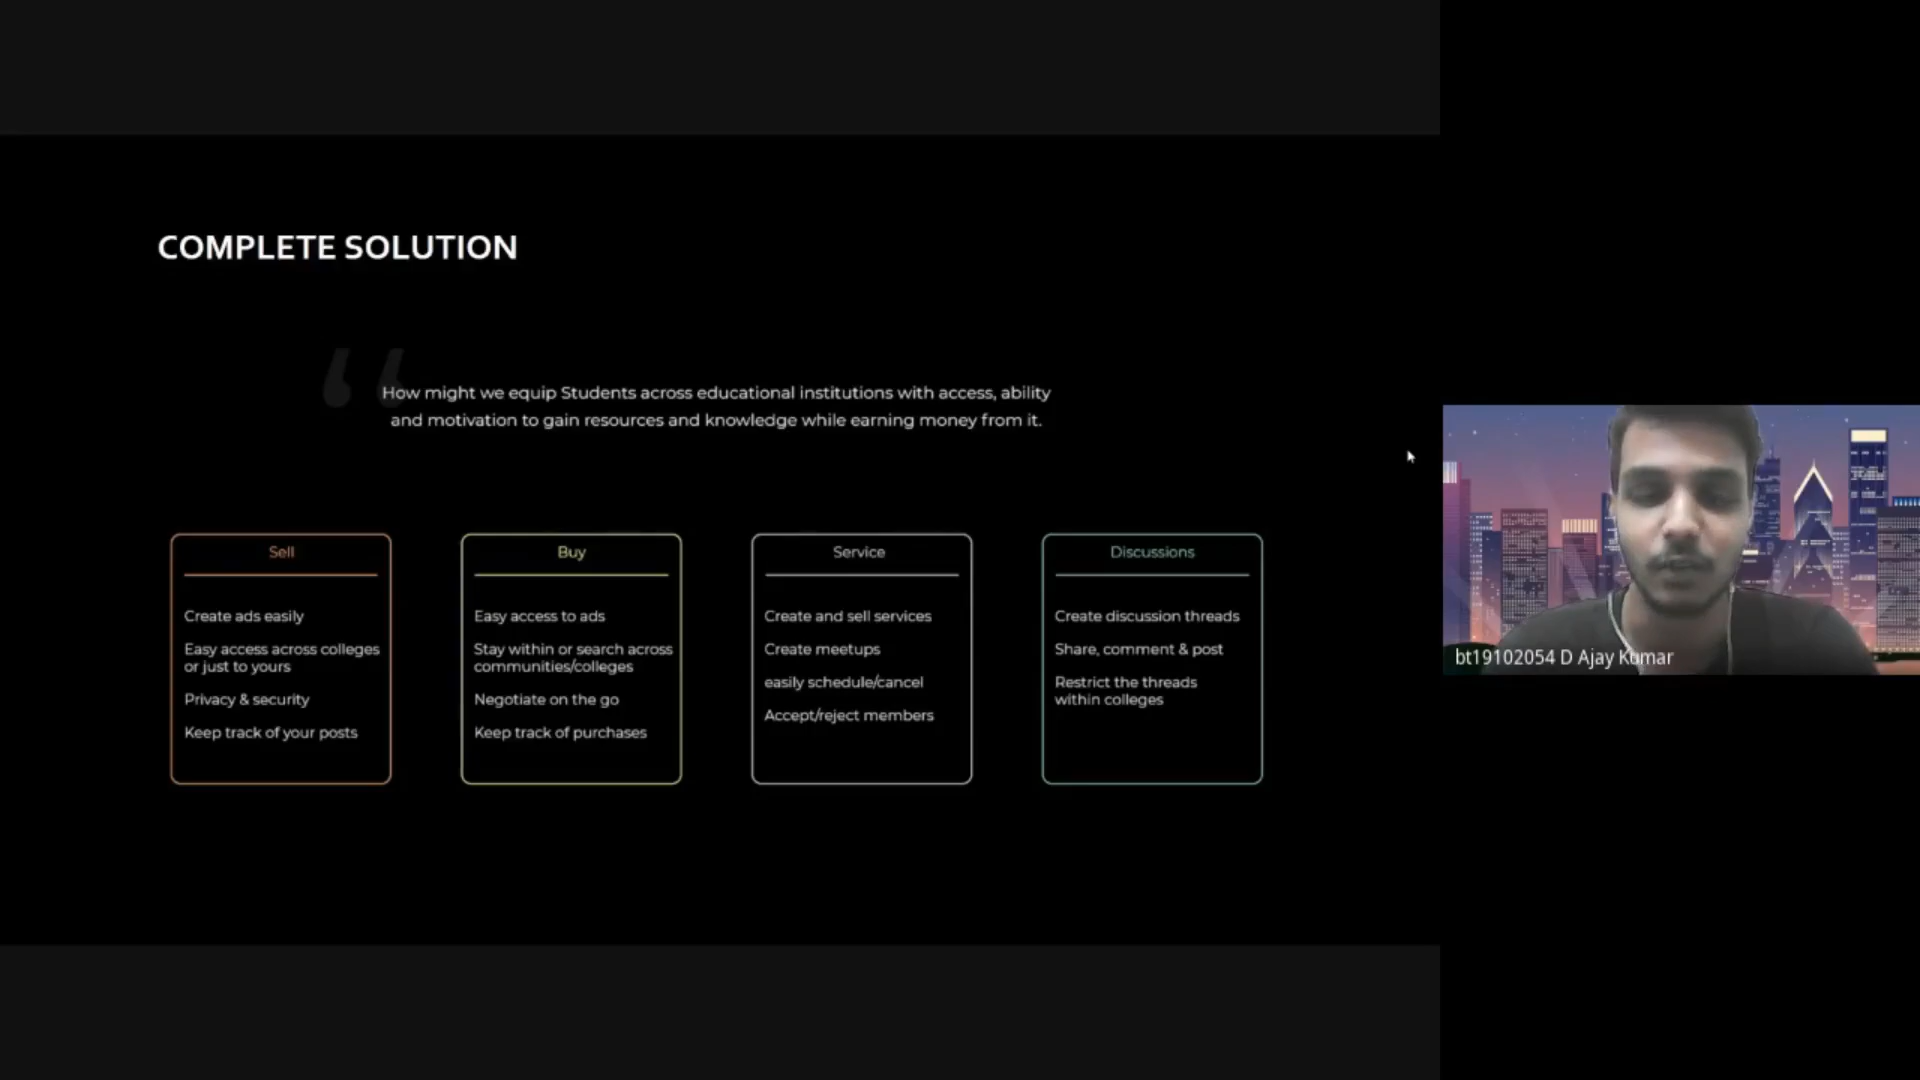 COMPLETE SOLUTION
How might we equip Students across educational institutions with access, ability
and motivation to gain resources and knowledge while earning money from it.
Sell
Create ads easily
Easy access across colleges
or just to yours
Privacy & security
Keep track of your posts
Buy
Easy access to ads
Stay within or search across
communities/colleges
Negotiate on the go
Keep track of purchases
Service
Create and sell services
Create meetups
easily schedule/cancel
Accept/reject members
Discussions
Create discussion threads
Share, comment & post
Restrict the threads
within colleges
bt19102054 D Ajay Kumar